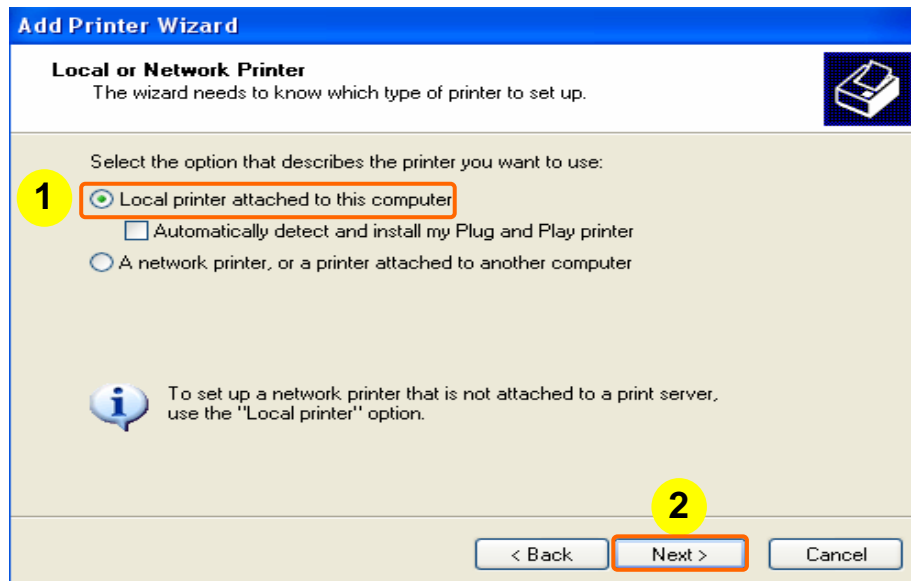 Add Printer Wizard
Local or Network Printer
The wizard needs to know which type of printer to set up.
Select the option that describes the printer you want to use:
1
Local printer attached to this computer
Automatically detect and install my Plug and Play printer
A network printer, or a printer attached to another computer
To set up a network printer that is not attached to a print server,
use the "Local printer" option.
2
< Back Next > Cancel